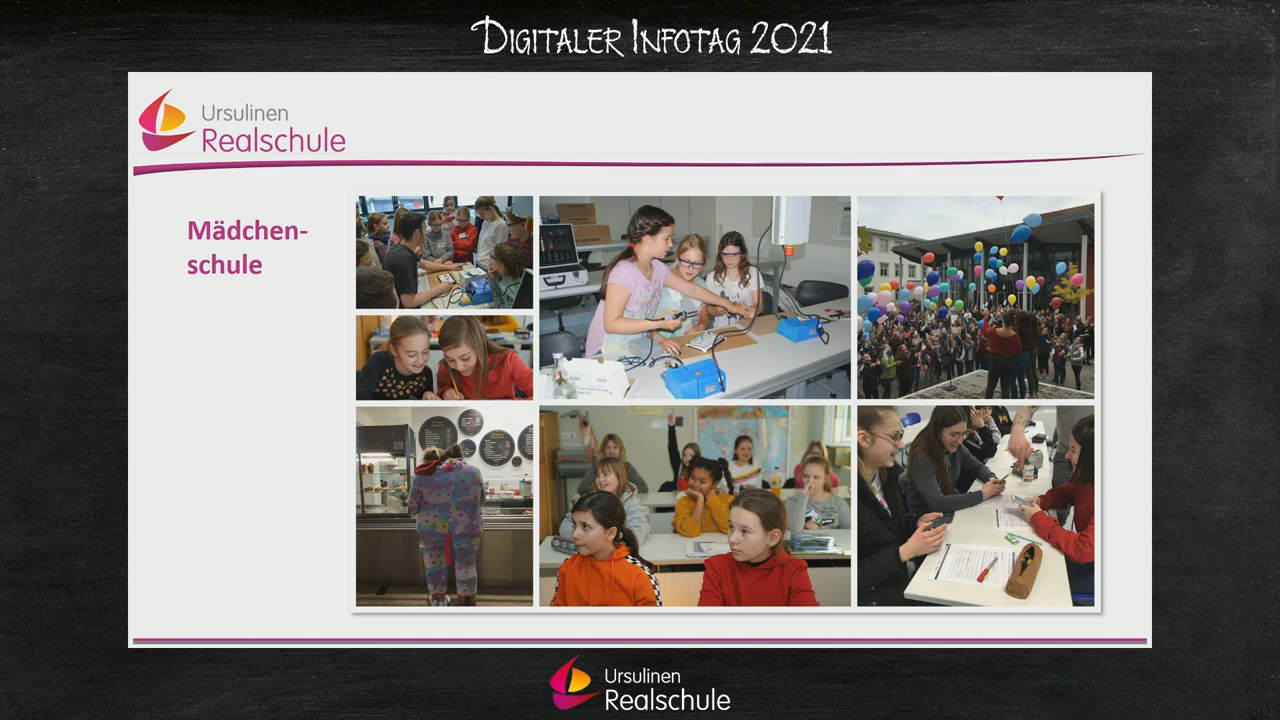 Digitaler Infotag 2021
Ursulinen
Realschule
Mädchen-
schule
Ursulinen
Realschule